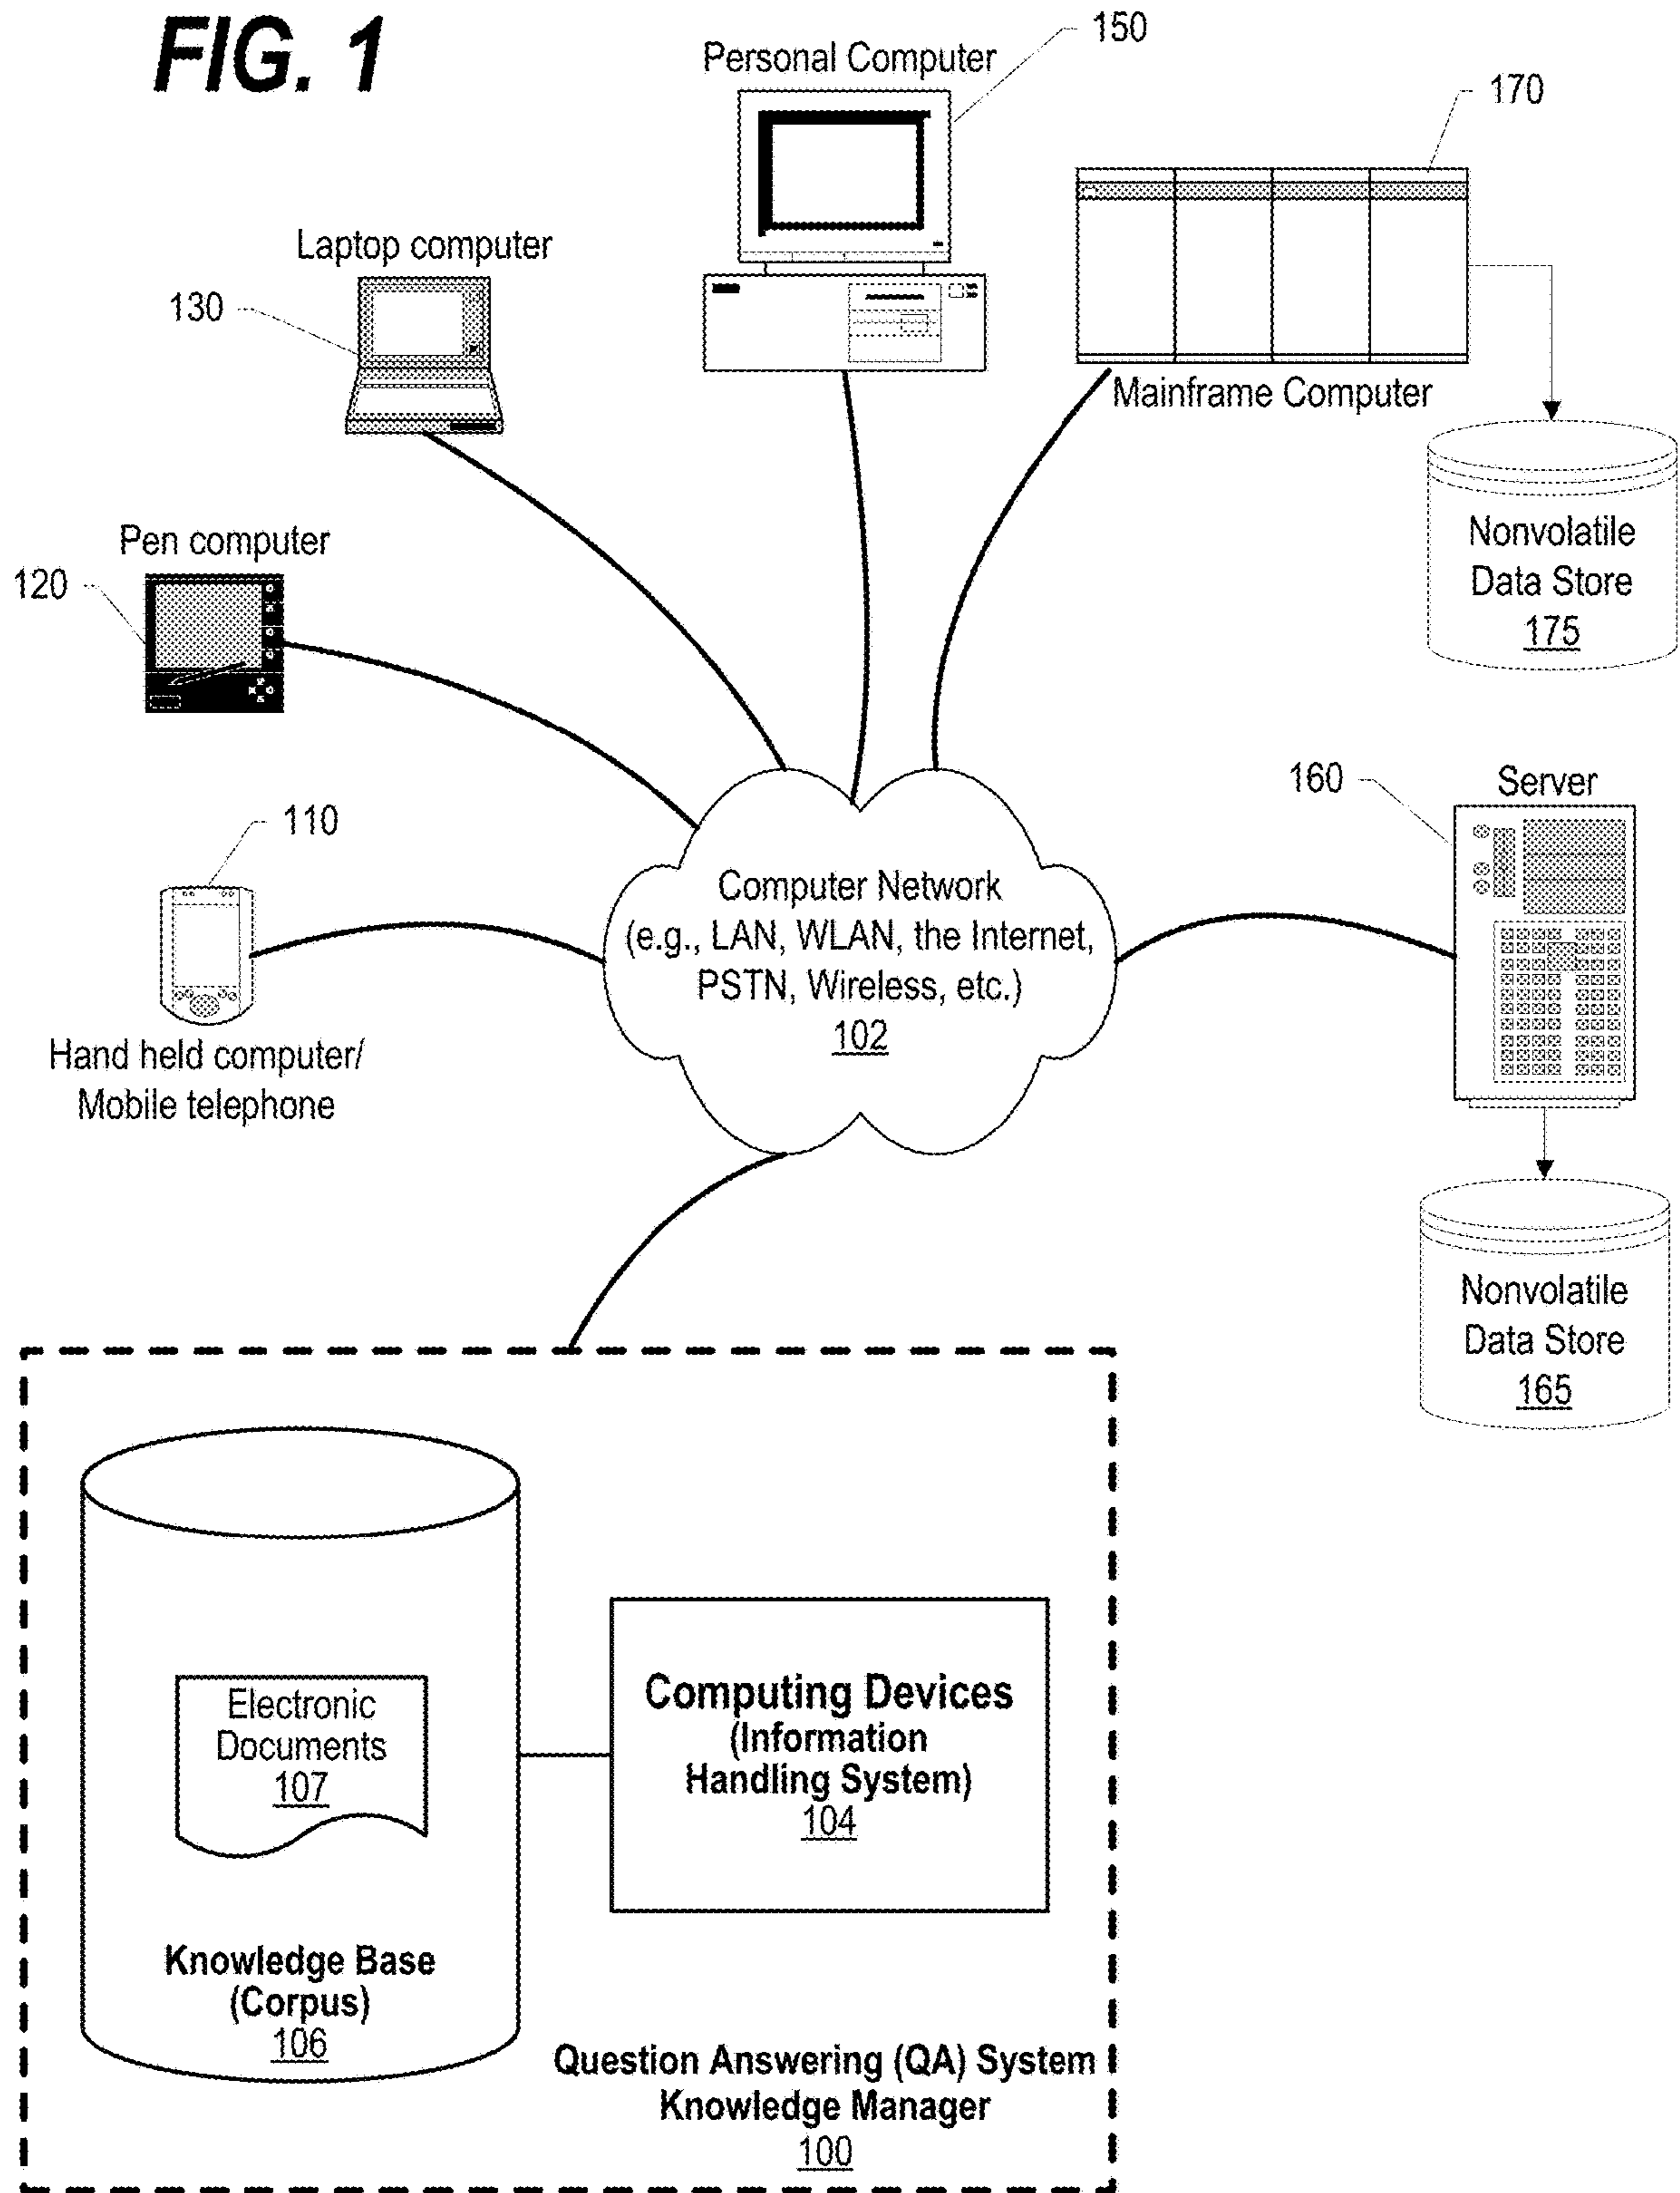 FIG. 1
Personal Computer
150
170
Laptop computer
130
Mainframe Computer
Nonvolatile
Data Store
175
Pen computer
120
160
Server
110
Computer Network
(e.g., LAN, WLAN, the Internet,
PSTN, Wireless, etc.)
102
Hand held computer/
Mobile telephone
Nonvolatile
Data Store
165
Electronic
Documents
107
Computing Devices
(Information
Handling System)
104
Knowledge Base
(Corpus)
106
Question Answering (QA) System
Knowledge Manager
100